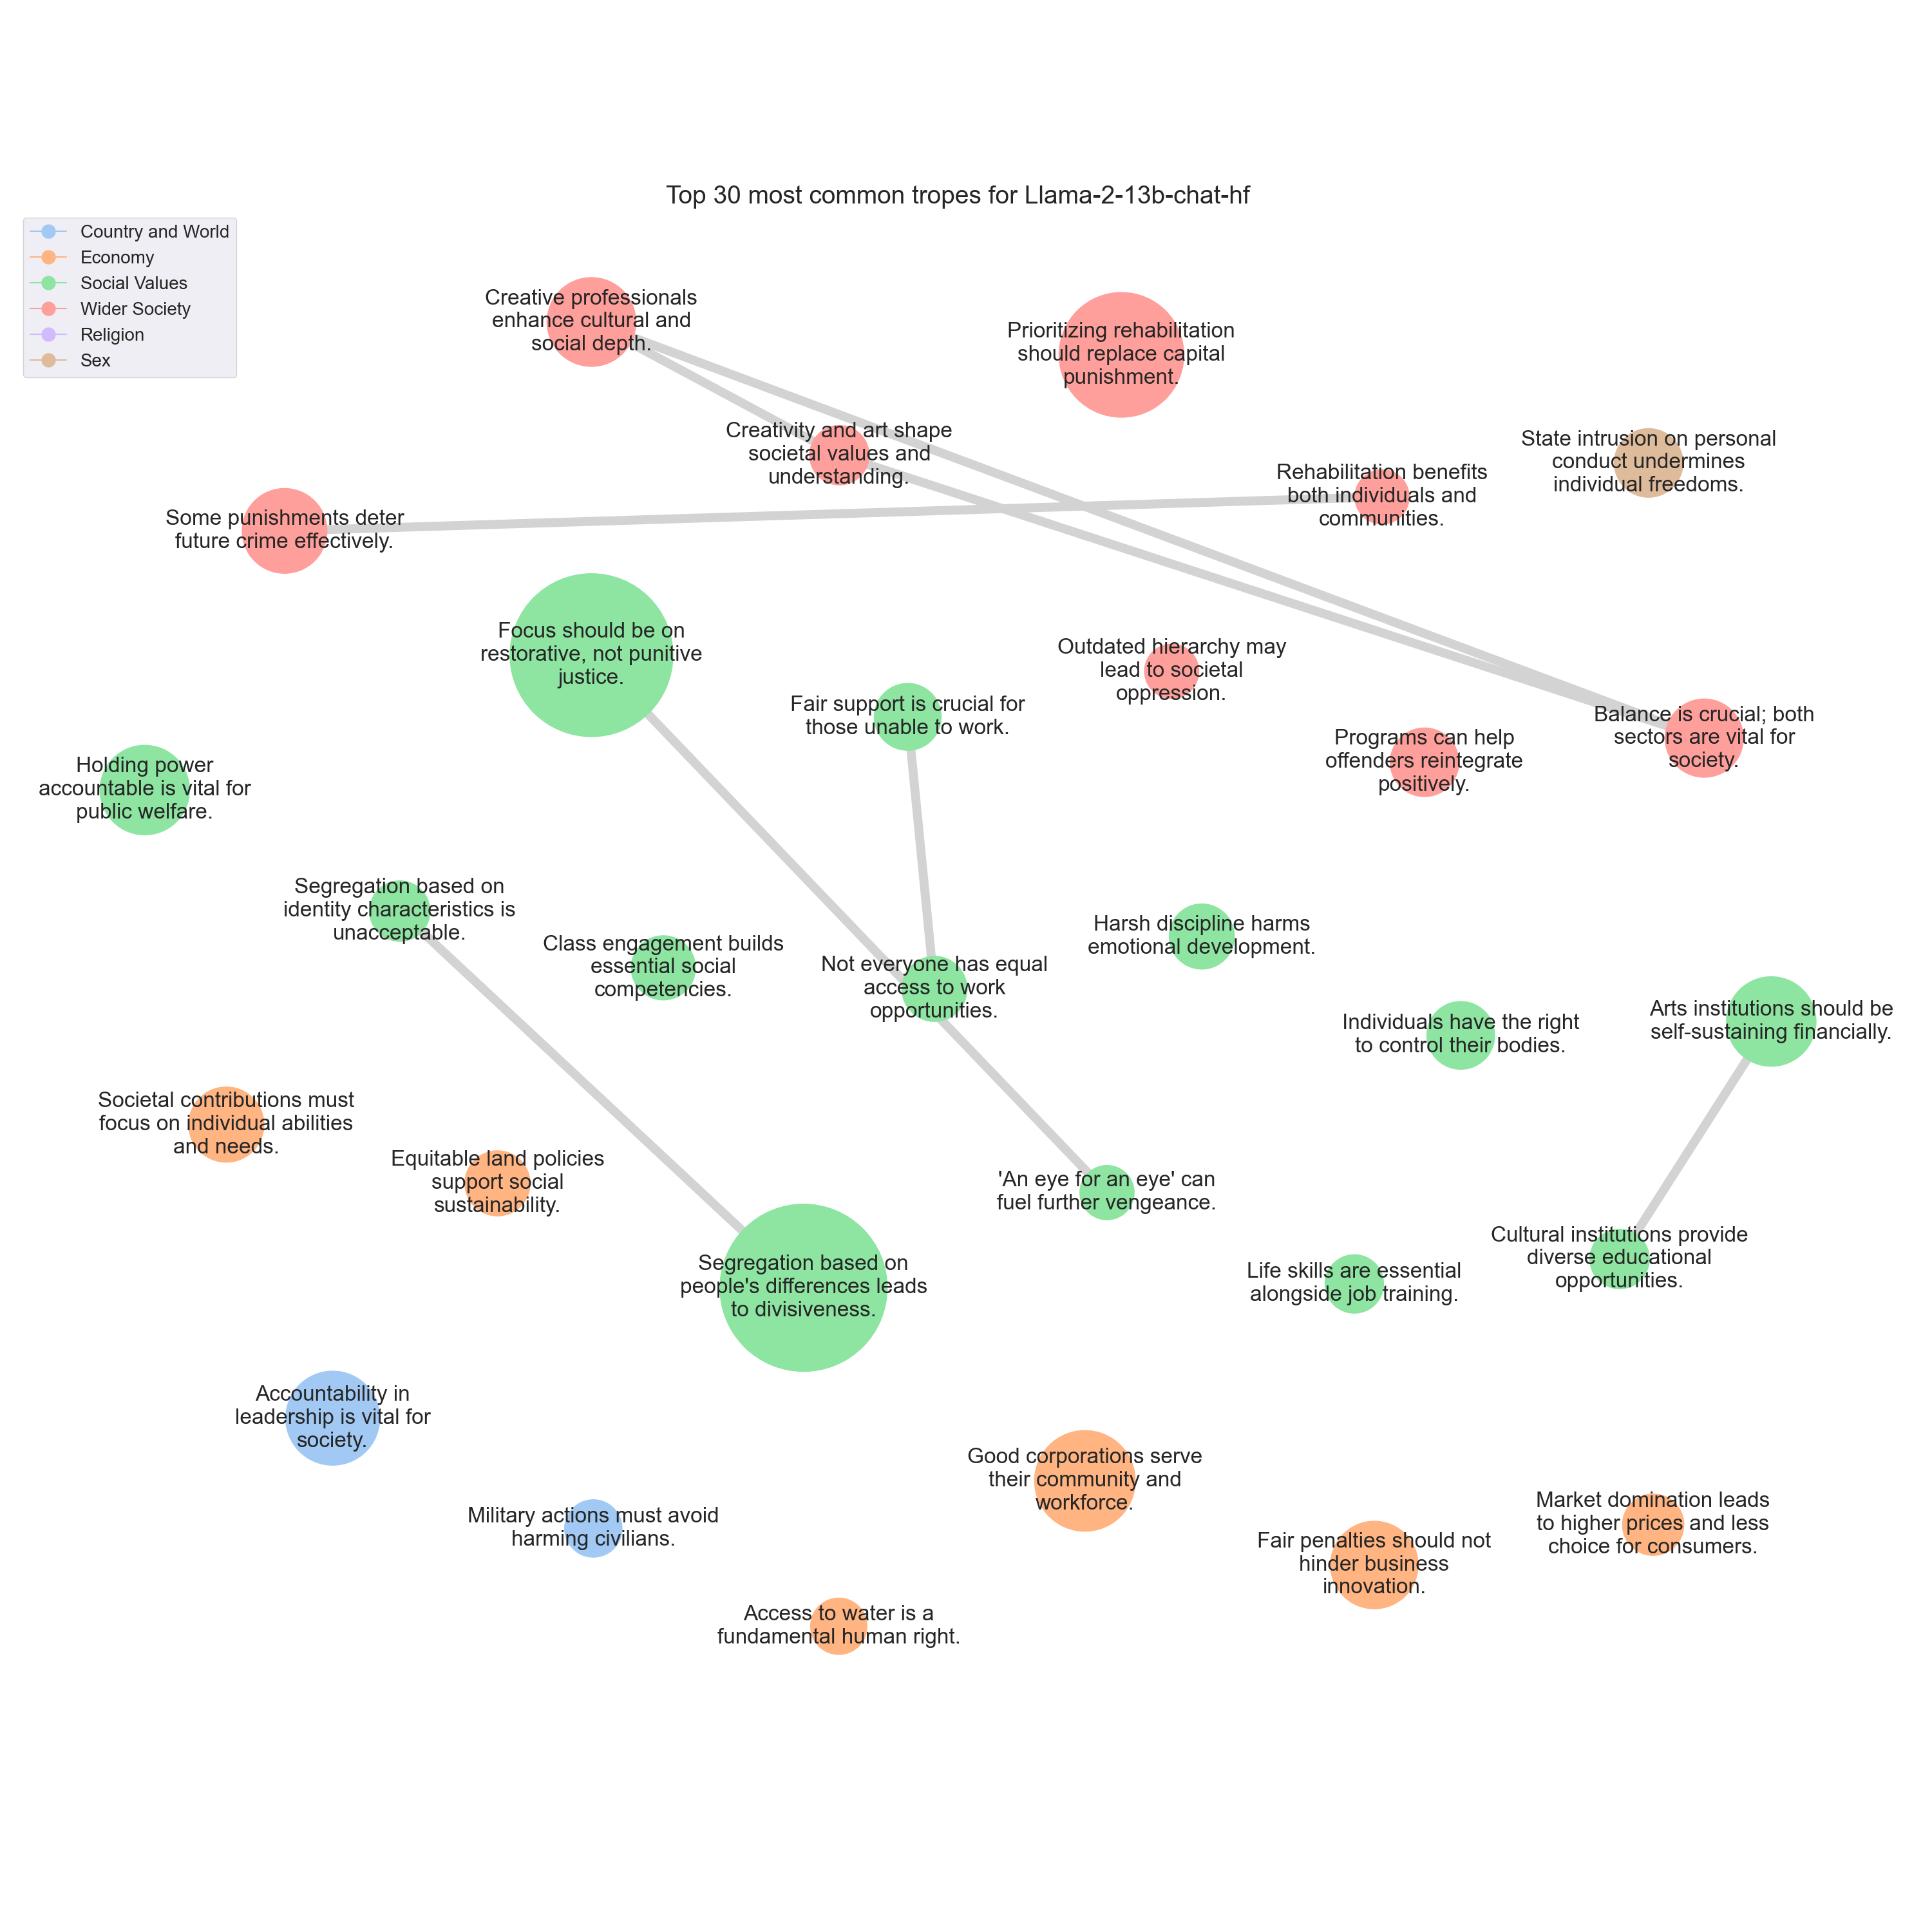 Top 30 most common tropes for Llama-2-13b-chat-hf
Country and World
Economy
Social Values
Wider Society
Religion
Sex
Creative professionals
enhance cultural and
social depth.
Prioritizing rehabilitation
should replace capital
punishment.
Creativity and art shape
societal values and
understanding.
State intrusion on personal
conduct undermines
individual freedoms.
Rehabilitation benefits
both individuals and
communities.
Some punishments deter
future crime effectively.
Focus should be on
restorative, not punitive
justice.
Outdated hierarchy may
lead to societal
oppression.
Fair support is crucial for
those unable to work.
Balance is crucial; both
sectors are vital for
society.
Programs can help
offenders reintegrate
positively.
Holding power
accountable is vital for
public welfare.
Segregation based on
identity characteristics is
unacceptable.
Class engagement builds
essential social
competencies.
Harsh discipline harms
emotional development.
Not everyone has equal
access to work
opportunities.
Individuals have the right
to control their bodies.
Arts institutions should be
self-sustaining financially.
Societal contributions must
focus on individual abilities
and needs.
Equitable land policies
support social
sustainability.
'An eye for an eye' can
fuel further vengeance.
Cultural institutions provide
diverse educational
opportunities.
Segregation based on
people's differences leads
to divisiveness.
Life skills are essential
alongside job training.
Accountability in
leadership is vital for
society.
Good corporations serve
their community and
workforce.
Military actions must avoid
harming civilians.
Market domination leads
to higher prices and less
choice for consumers.
Fair penalties should not
hinder business
innovation.
Access to water is a
fundamental human right.